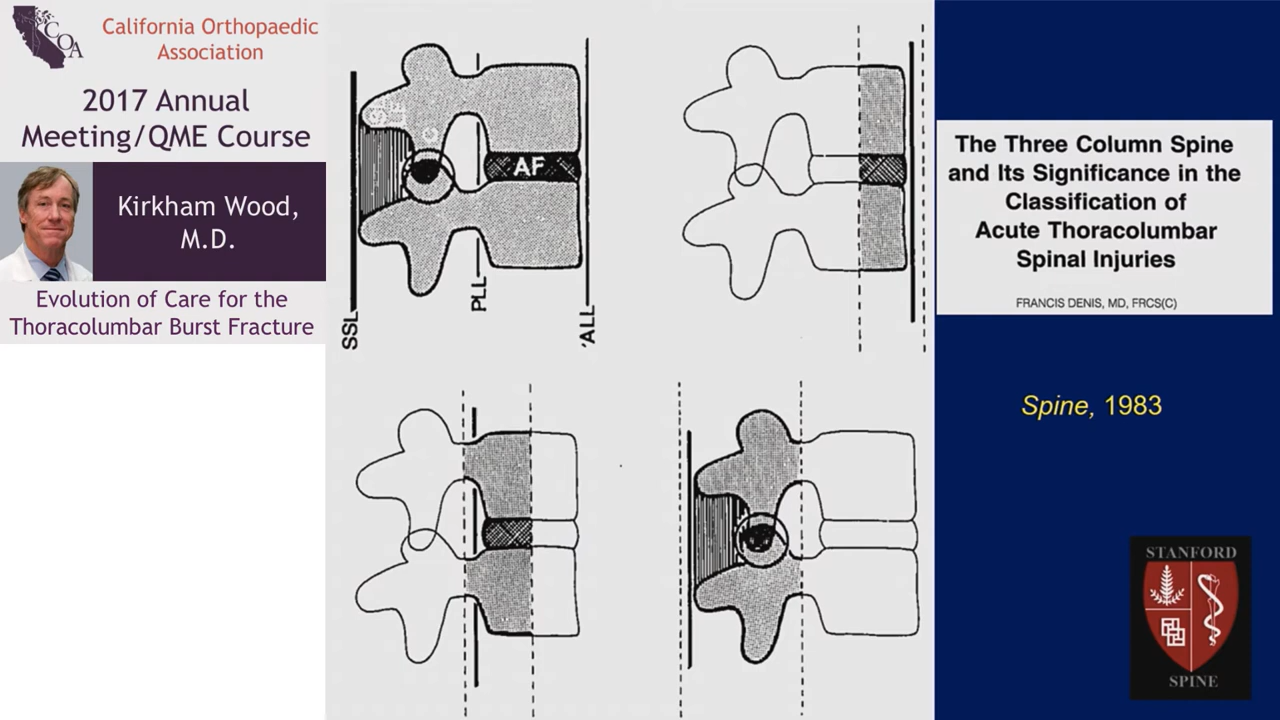 COA
California Orthopaedic
Association
2017 Annual
Meeting/QME Course
Kirkham Wood,
M.D.
Evolution of Care for the
Thoracolumbar Burst Fracture
AF
SSL
PLL
ALL
The Three Column Spine
and Its Significance in the
Classification of
Acute Thoracolumbar
Spinal Injuries
FRANCIS DENIS, MD, FRCS(C)
Spine, 1983
STANFORD
SPINE